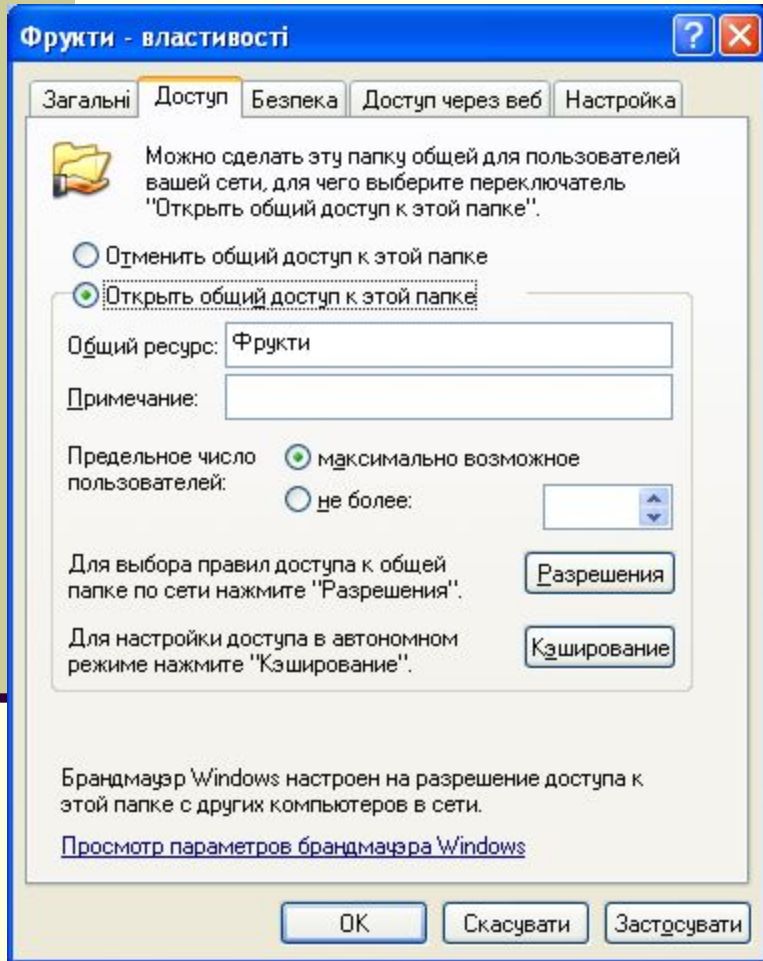 Фрукти - властивості
Загальні Доступ Безпека Доступ через веб Настройка
Можно сделать эту папку общей для пользователей
вашей сети, для чего выберите переключатель
"Открыть общий доступ к этой папке".
Отменить общий доступ к этой папке
Открыть общий доступ к этой папке
Общий ресурс: Фрукти
Примечание:
Предельное число
пользователей:
максимально возможное
не более:
Для выбора правил доступа к общей
папке по сети нажмите "Разрешения".
Разрешения
Для настройки доступа в автономном
режиме нажмите "Кэширование".
Кэширование
Брандмауэр Windows настроен на разрешение доступа к
этой папке с других компьютеров в сети.
Просмотр параметров брандмауэра Windows
OK Скасувати Застосувати